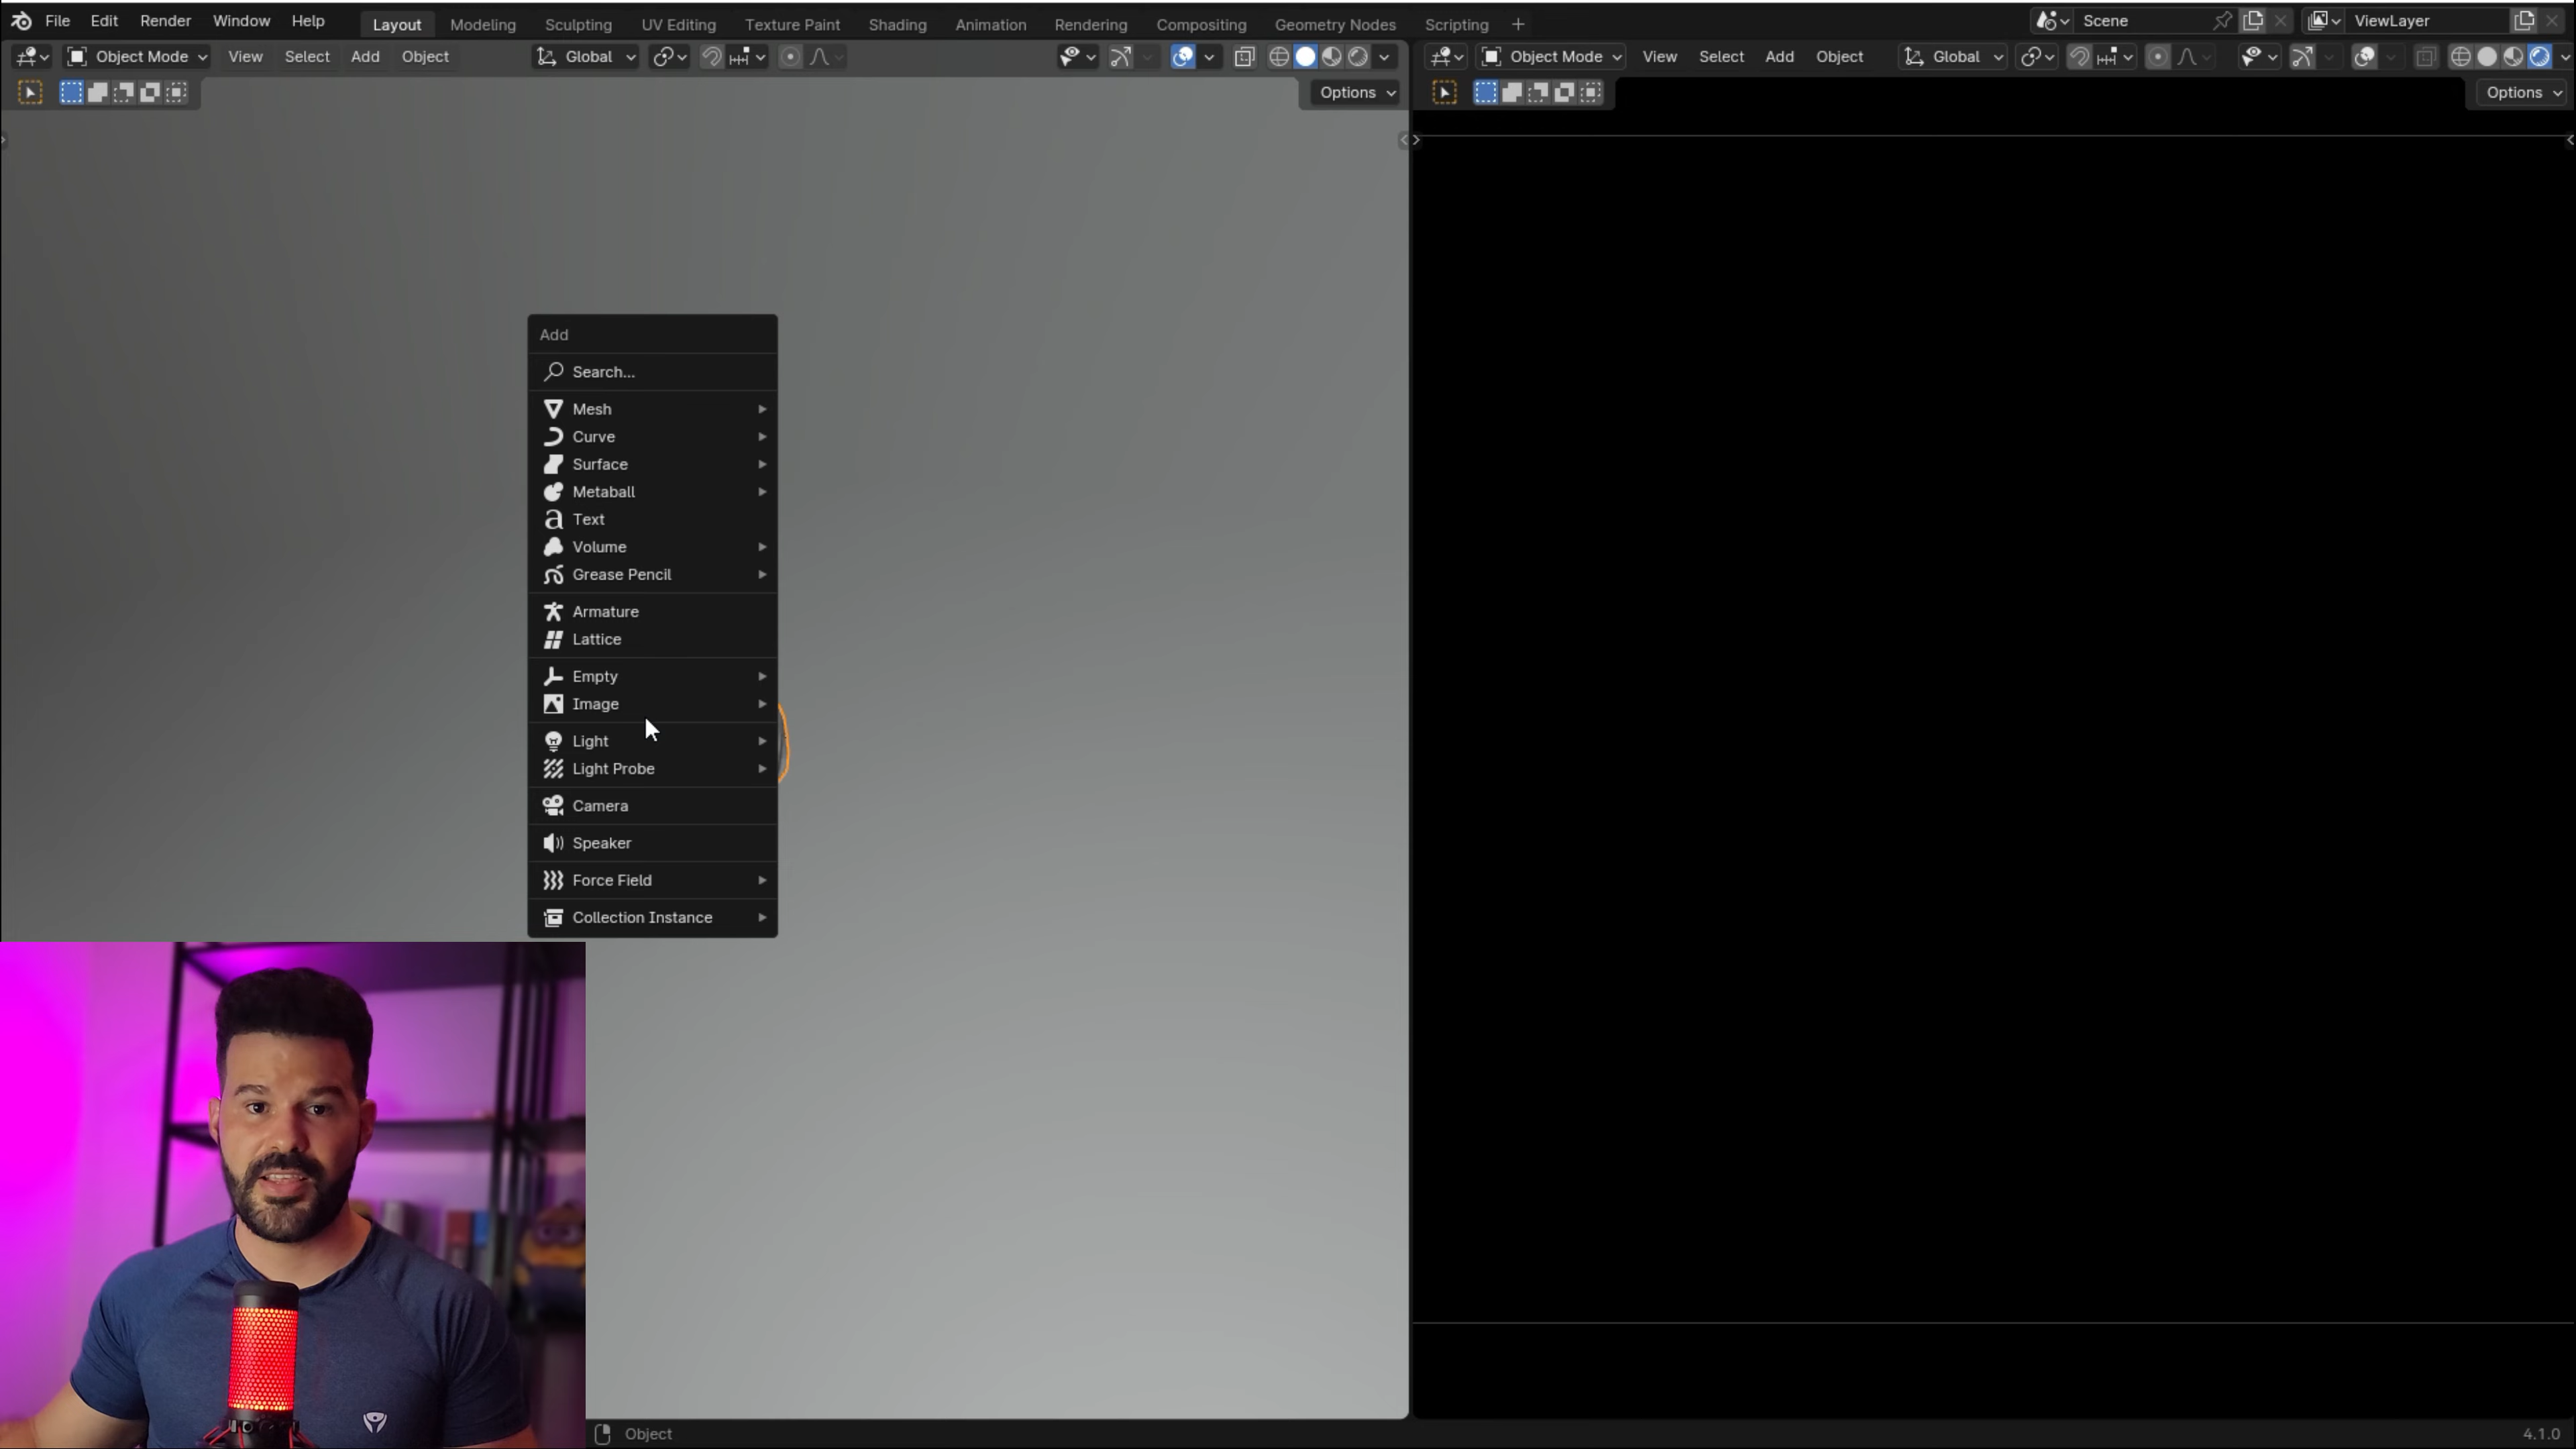 File Edit Render Window Help Layout Modeling Sculpting UV Editing Texture Paint Shading Animation Rendering Compositing Geometry Nodes Scripting + Scene ViewLayer
Object Mode View Select Add Object Global Object Mode View Select Add Object Global
Options Options
Add
Search...
Mesh
Curve
Surface
Metaball
Text
Volume
Grease Pencil
Armature
Lattice
Empty
Image
Light
Light Probe
Camera
Speaker
Force Field
Collection Instance
Object 4.1.0